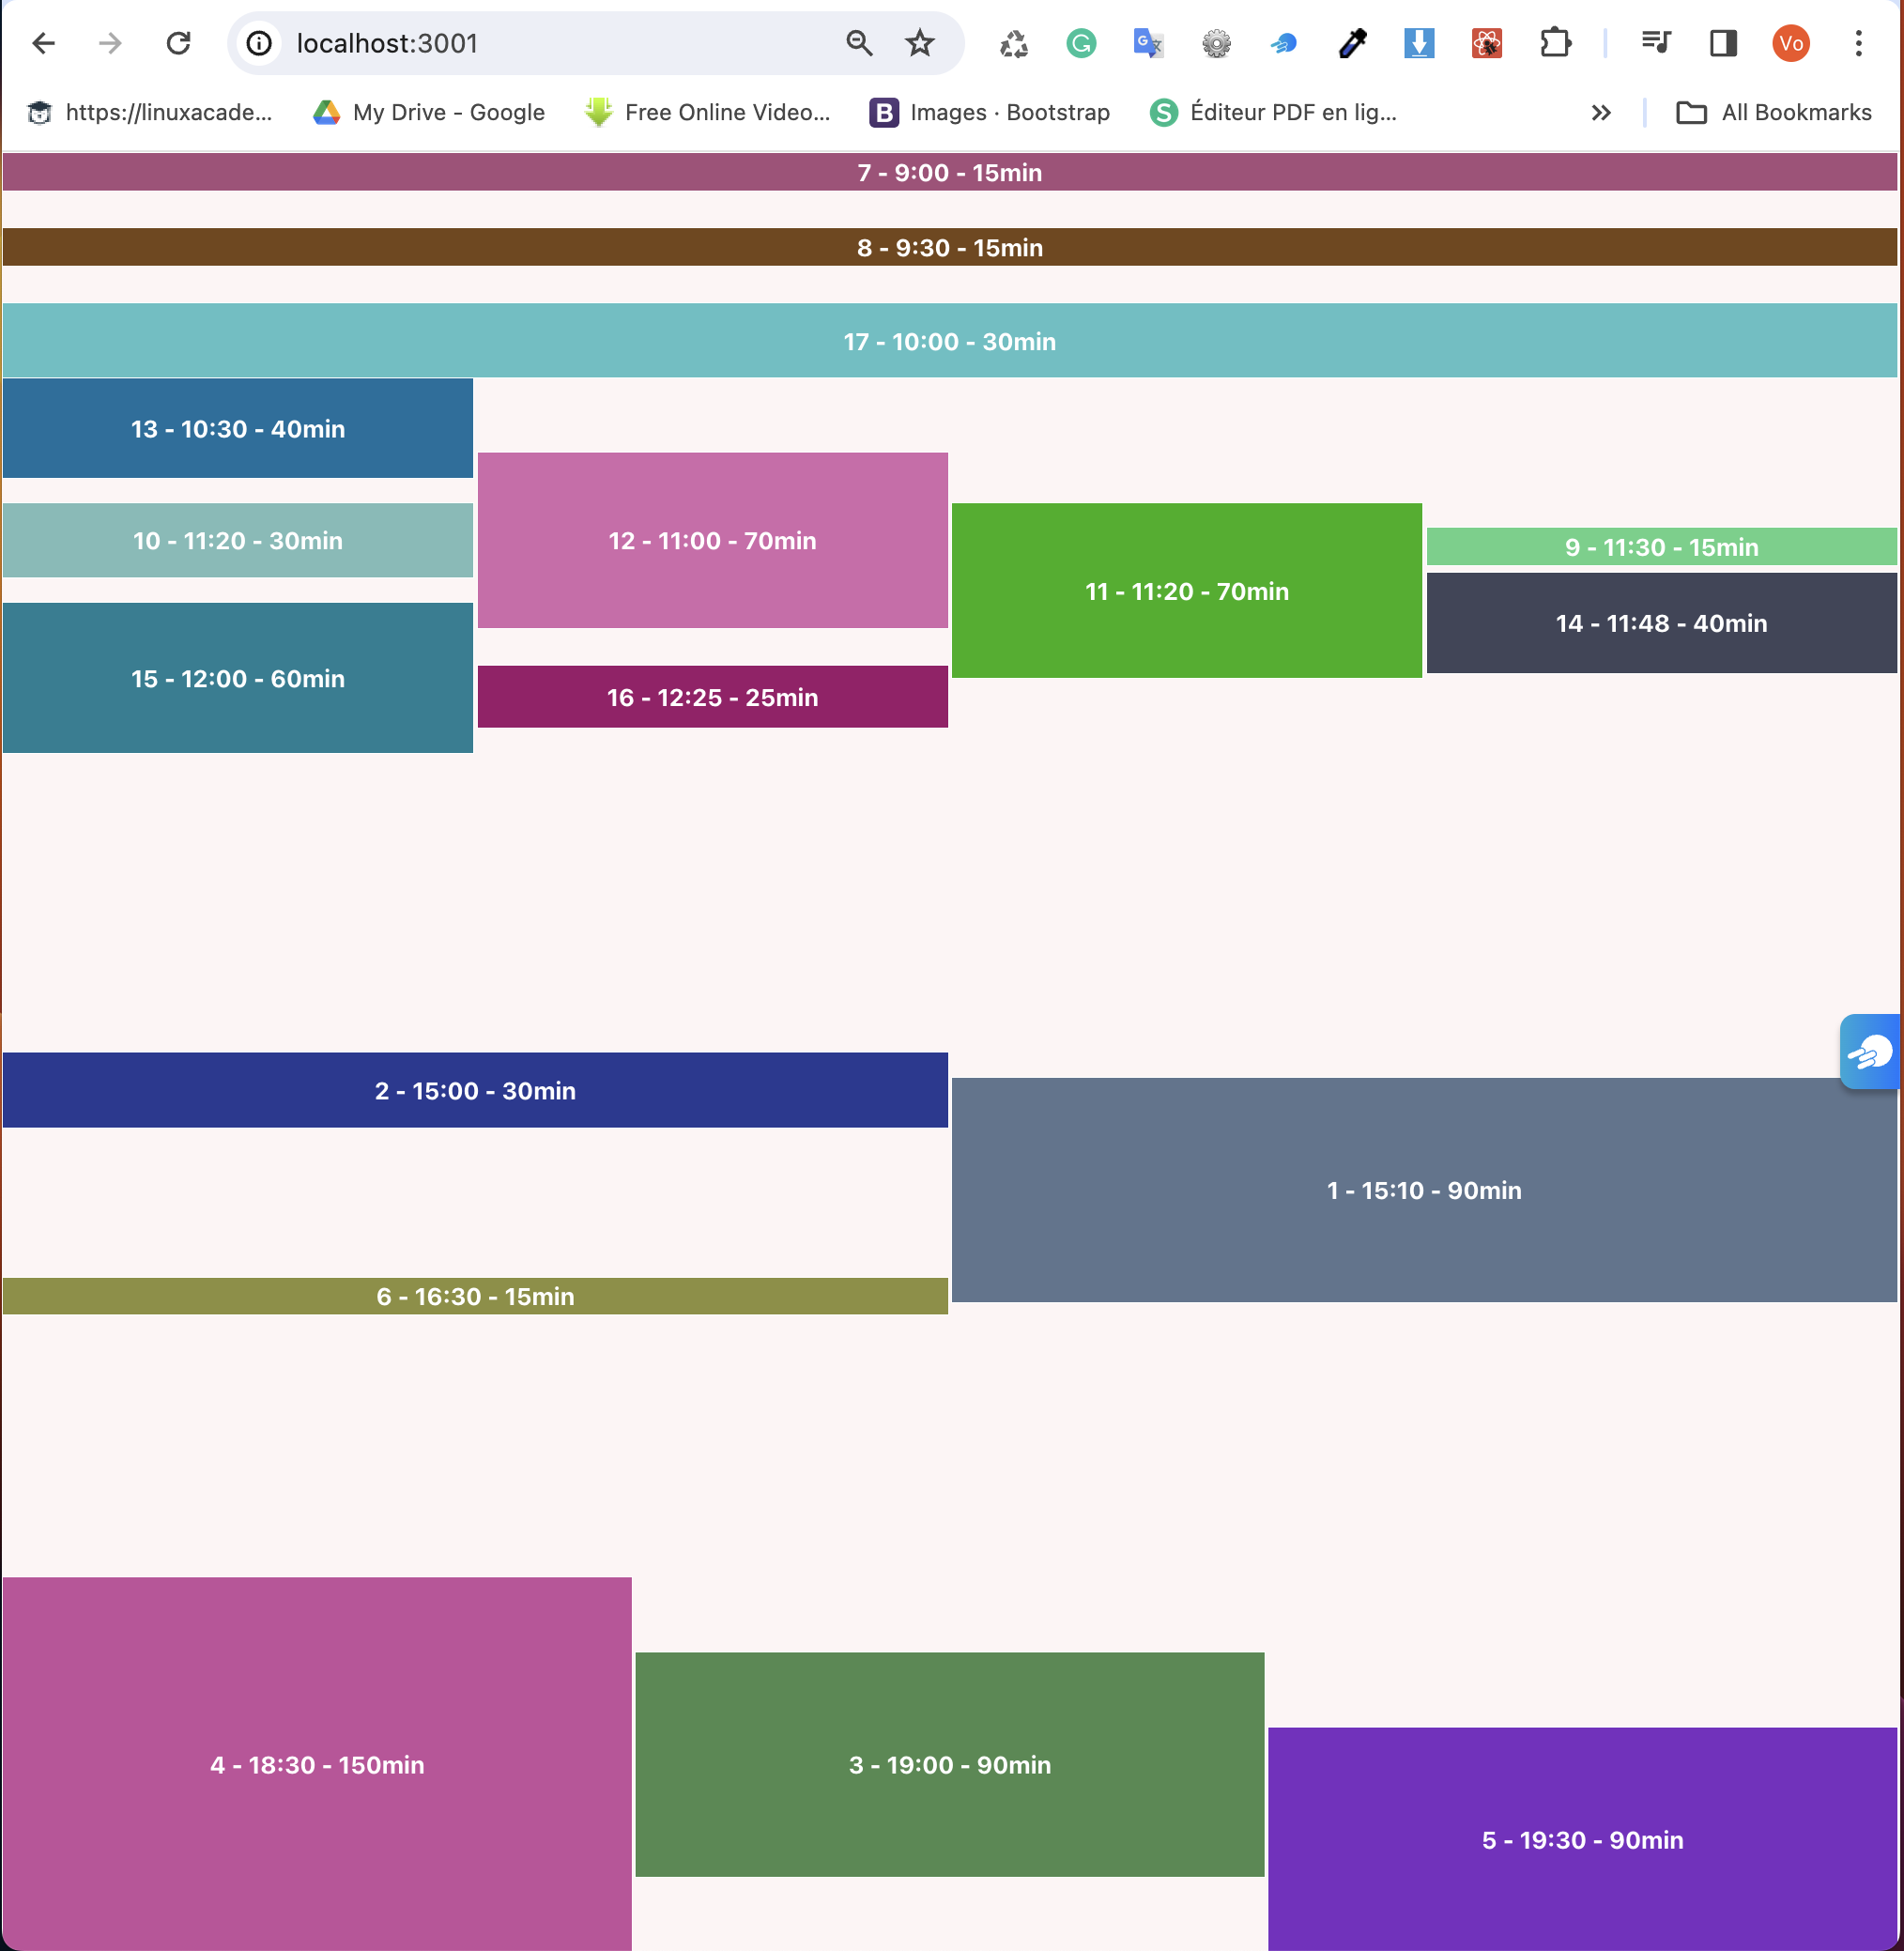 localhost:3001
Vo
https://linuxacade...
My Drive - Google
Free Online Video...
B
Images · Bootstrap
S
Éditeur PDF en lig...
All Bookmarks
7 - 9:00 - 15min
8 - 9:30 - 15min
17 - 10:00 - 30min
13 - 10:30 - 40min
10 - 11:20 - 30min
12 - 11:00 - 70min
9 - 11:30 - 15min
11 - 11:20 - 70min
14 - 11:48 - 40min
15 - 12:00 - 60min
16 - 12:25 - 25min
2 - 15:00 - 30min
1 - 15:10 - 90min
6 - 16:30 - 15min
4 - 18:30 - 150min
3 - 19:00 - 90min
5 - 19:30 - 90min